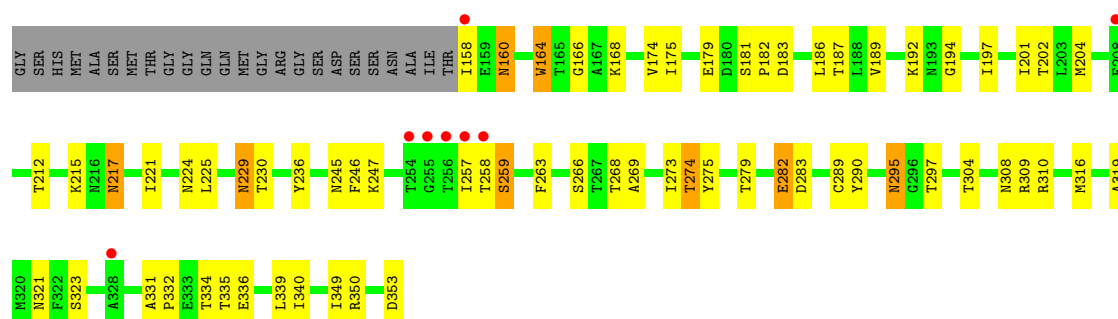 GLY SER HIS MET ALA SER MET THR GLY GLY GLN GLN MET GLY ARG GLY SER ASP SER SER ASN ALA ILE THR I158 E159 N160 W164 T165 G166 A167 K168 V174 I175 E179 D180 S181 P182 D183 L186 T187 L188 V189 K192 N193 G194 I197 I201 T202 L203 M204
T212 K215 N216 N217 I221 N224 L225 N229 T230 Y236 N245 F246 K247 T254 G255 T256 I257 T258 S259 F263 S266 T267 T268 A269 I273 T274 Y275 T279 E282 D283 C289 Y290 N295 G296 T297 T304 N308 R309 R310 M316
M320 N321 F322 S323 A328 A331 P332 E333 T334 T335 E336 L339 I340 I349 R350 D353